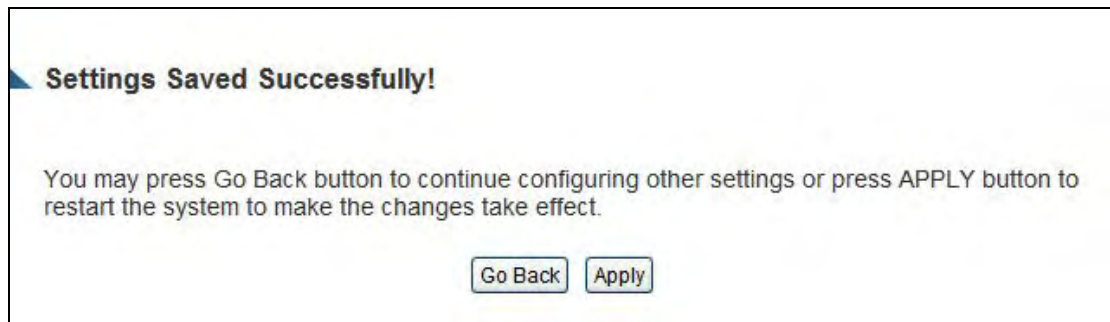 Settings Saved Successfully!
You may press Go Back button to continue configuring other settings or press APPLY button to
restart the system to make the changes take effect.
Go Back Apply